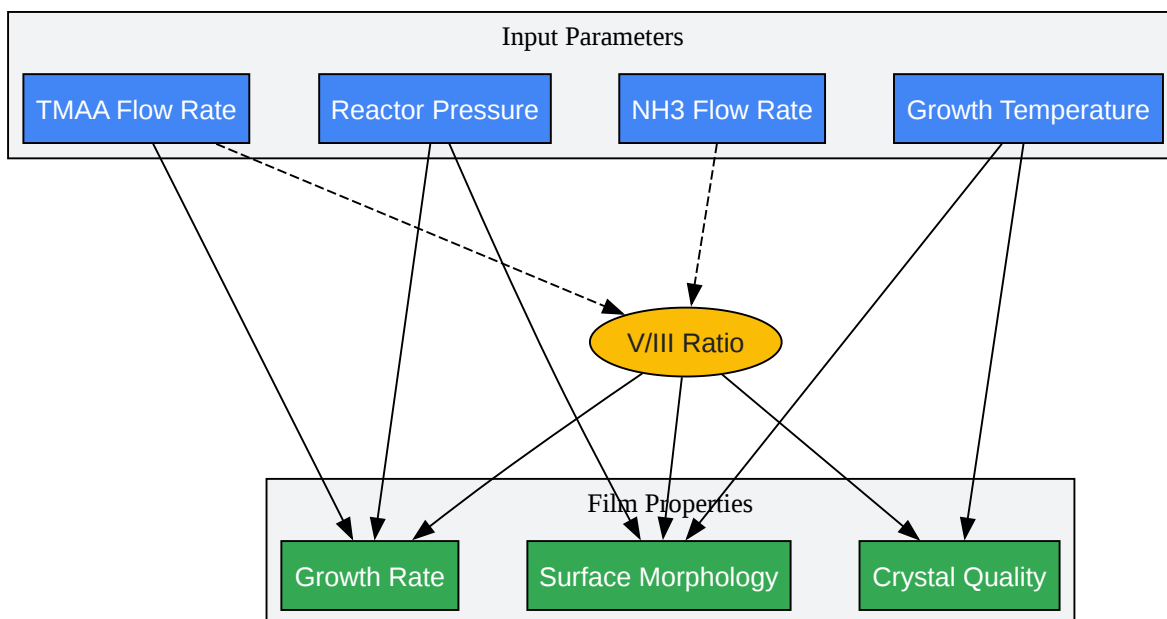 Input Parameters
TMAA Flow Rate
Reactor Pressure
NH3 Flow Rate
Growth Temperature
V/III Ratio
Film Properties
Growth Rate
Surface Morphology
Crystal Quality